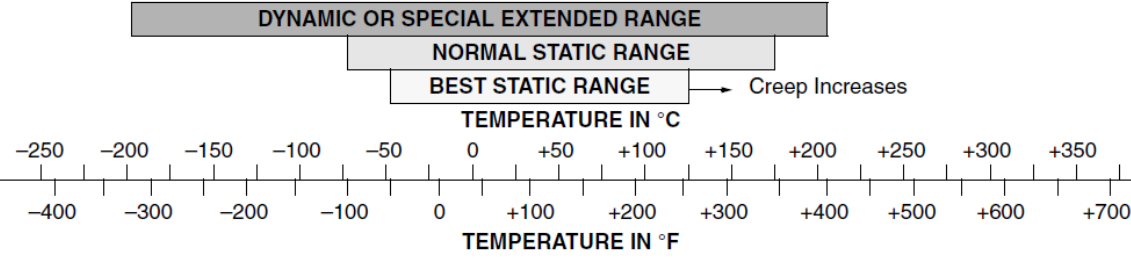 DYNAMIC OR SPECIAL EXTENDED RANGE
NORMAL STATIC RANGE
BEST STATIC RANGE Creep Increases
TEMPERATURE IN °C
–250 –200 –150 –100 –50 0 +50 +100 +150 +200 +250 +300 +350
–400 –300 –200 –100 0 +100 +200 +300 +400 +500 +600 +700
TEMPERATURE IN °F